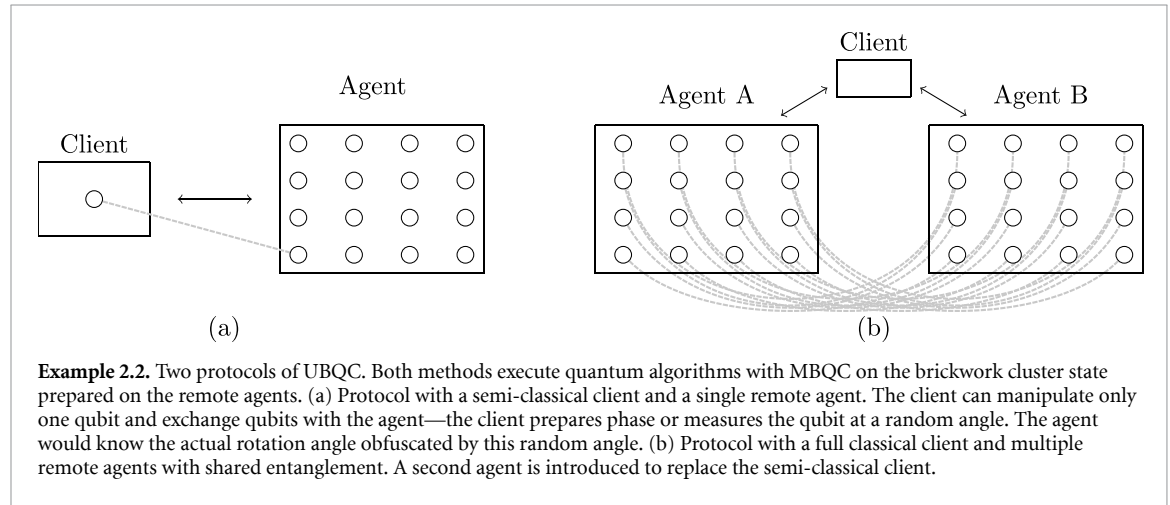 Client
Agent
Client
Agent A
Agent B
(a)
(b)
Example 2.2. Two protocols of UBQC. Both methods execute quantum algorithms with MBQC on the brickwork cluster state
prepared on the remote agents. (a) Protocol with a semi-classical client and a single remote agent. The client can manipulate only
one qubit and exchange qubits with the agent—the client prepares phase or measures the qubit at a random angle. The agent
would know the actual rotation angle obfuscated by this random angle. (b) Protocol with a full classical client and multiple
remote agents with shared entanglement. A second agent is introduced to replace the semi-classical client.